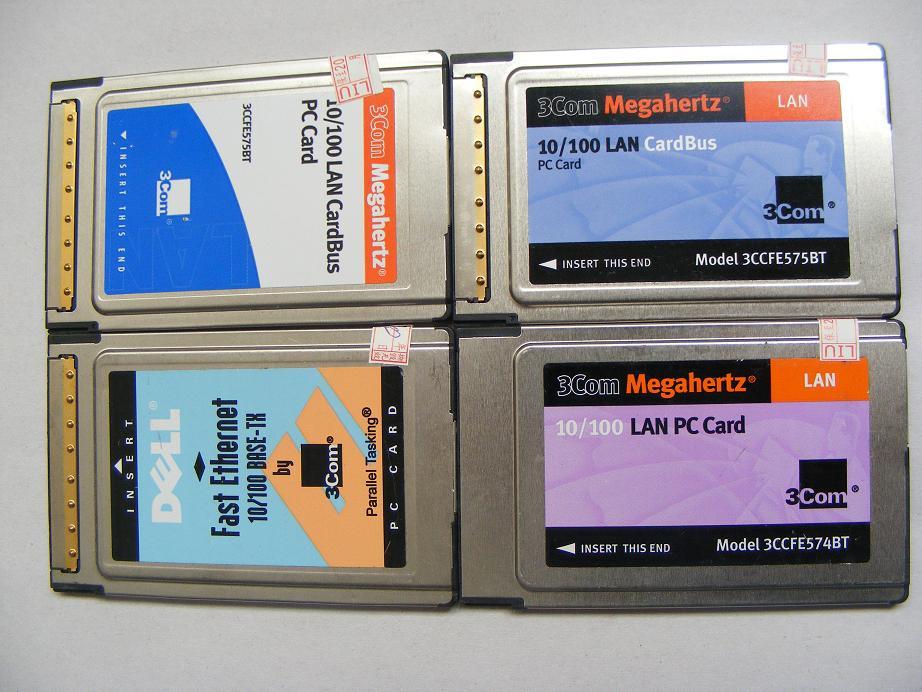 3Com Megahertz®
10/100 LAN CardBus
PC Card
3CCFE575BT
3Com®
INSERT THIS END
LIU
3Com Megahertz® LAN
10/100 LAN CardBus
PC Card
3Com®
INSERT THIS END Model 3CCFE575BT
INSERT
DELL®
Fast Ethernet
10/100 BASE-TX
by
3Com®
Parallel Tasking®
PC CARD
LIU
3Com Megahertz® LAN
10/100 LAN PC Card
3Com®
INSERT THIS END Model 3CCFE574BT